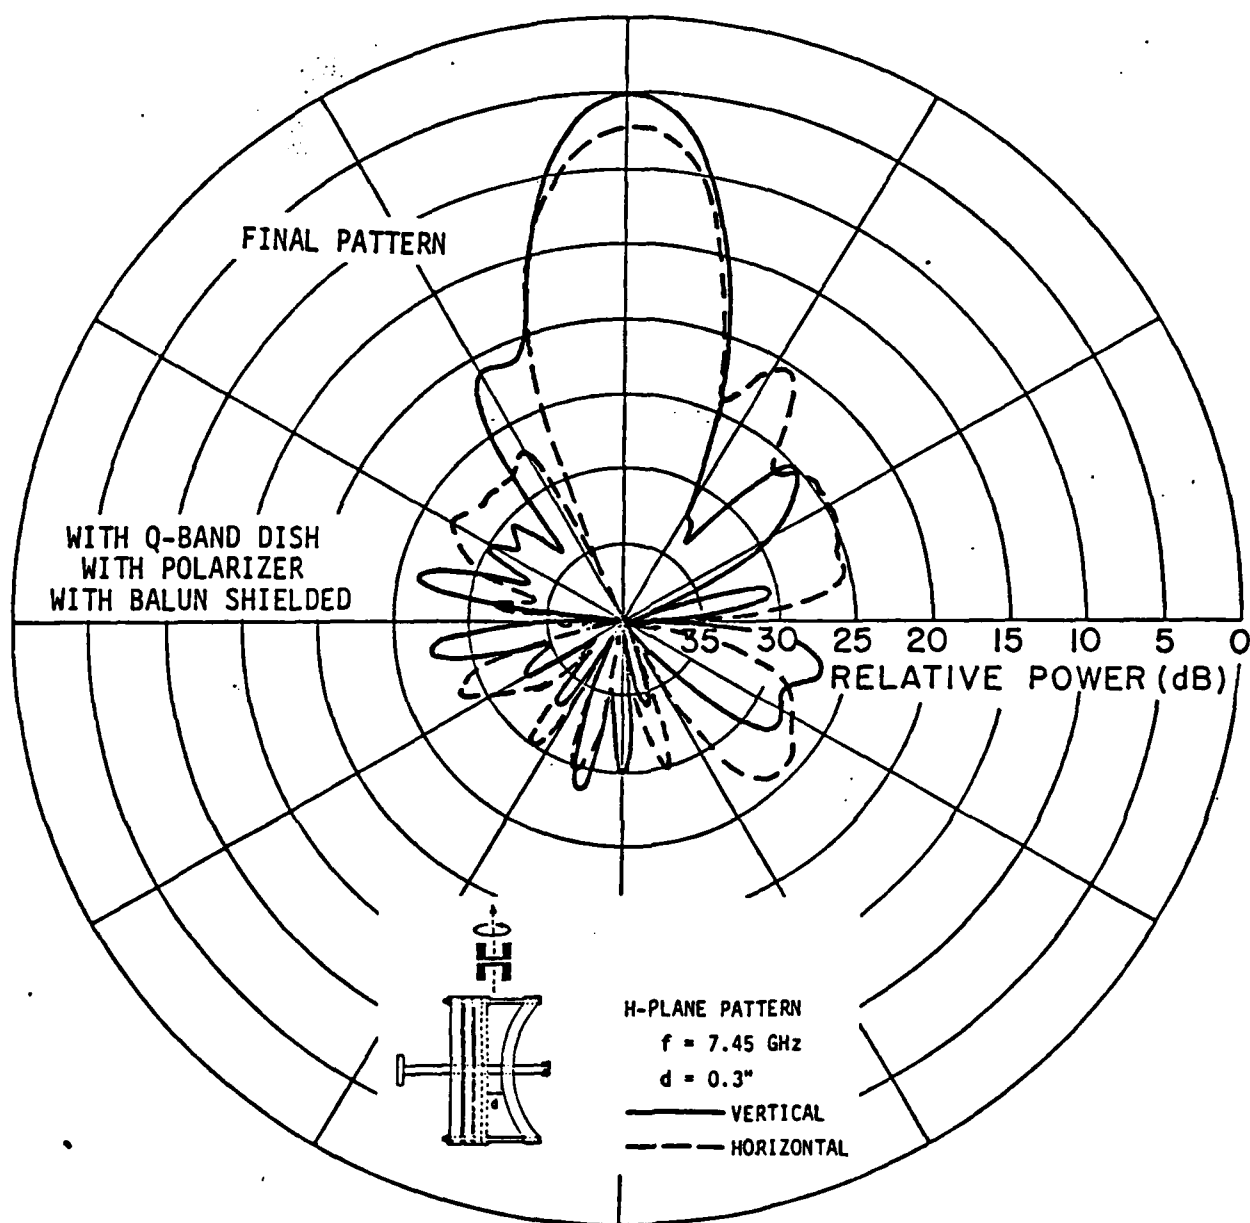 FINAL PATTERN
WITH Q-BAND DISH
WITH POLARIZER
WITH BALUN SHIELDED
35 30 25 20 15 10 5 0
RELATIVE POWER (dB)
d
H-PLANE PATTERN
f = 7.45 GHz
d = 0.3"
VERTICAL
HORIZONTAL